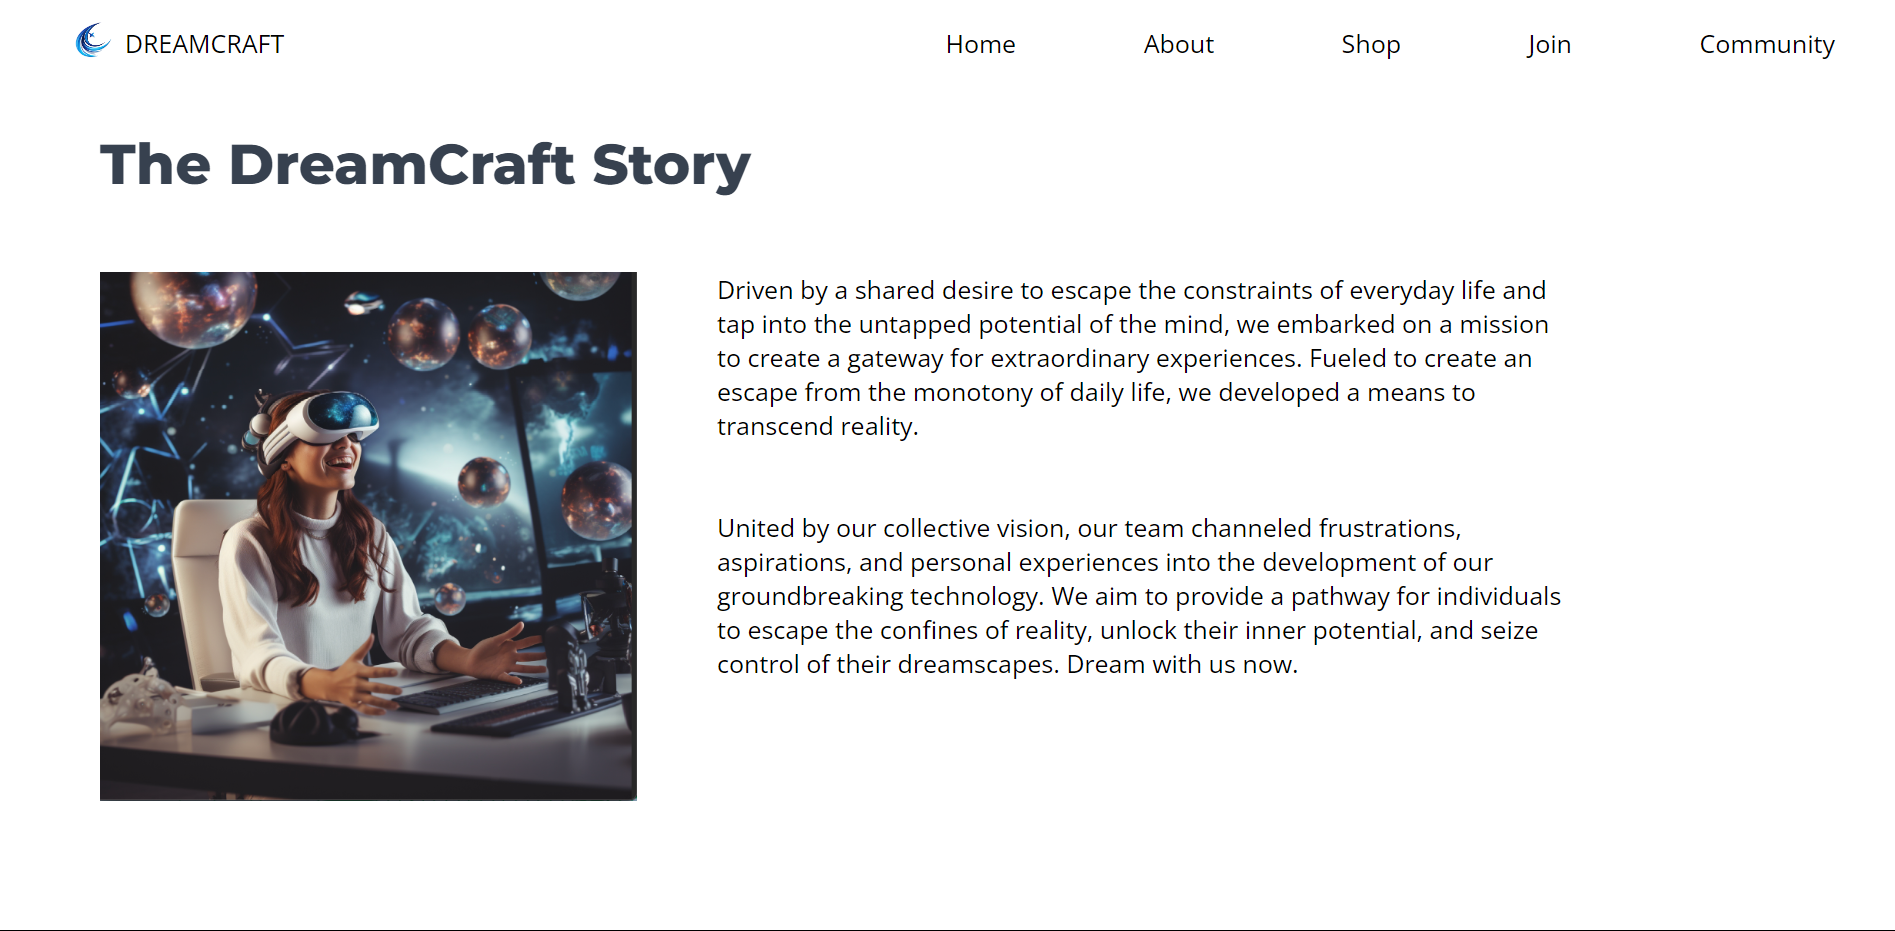 DREAMCRAFT
Home About Shop Join Community
The DreamCraft Story
Driven by a shared desire to escape the constraints of everyday life and
tap into the untapped potential of the mind, we embarked on a mission
to create a gateway for extraordinary experiences. Fueled to create an
escape from the monotony of daily life, we developed a means to
transcend reality.
United by our collective vision, our team channeled frustrations,
aspirations, and personal experiences into the development of our
groundbreaking technology. We aim to provide a pathway for individuals
to escape the confines of reality, unlock their inner potential, and seize
control of their dreamscapes. Dream with us now.